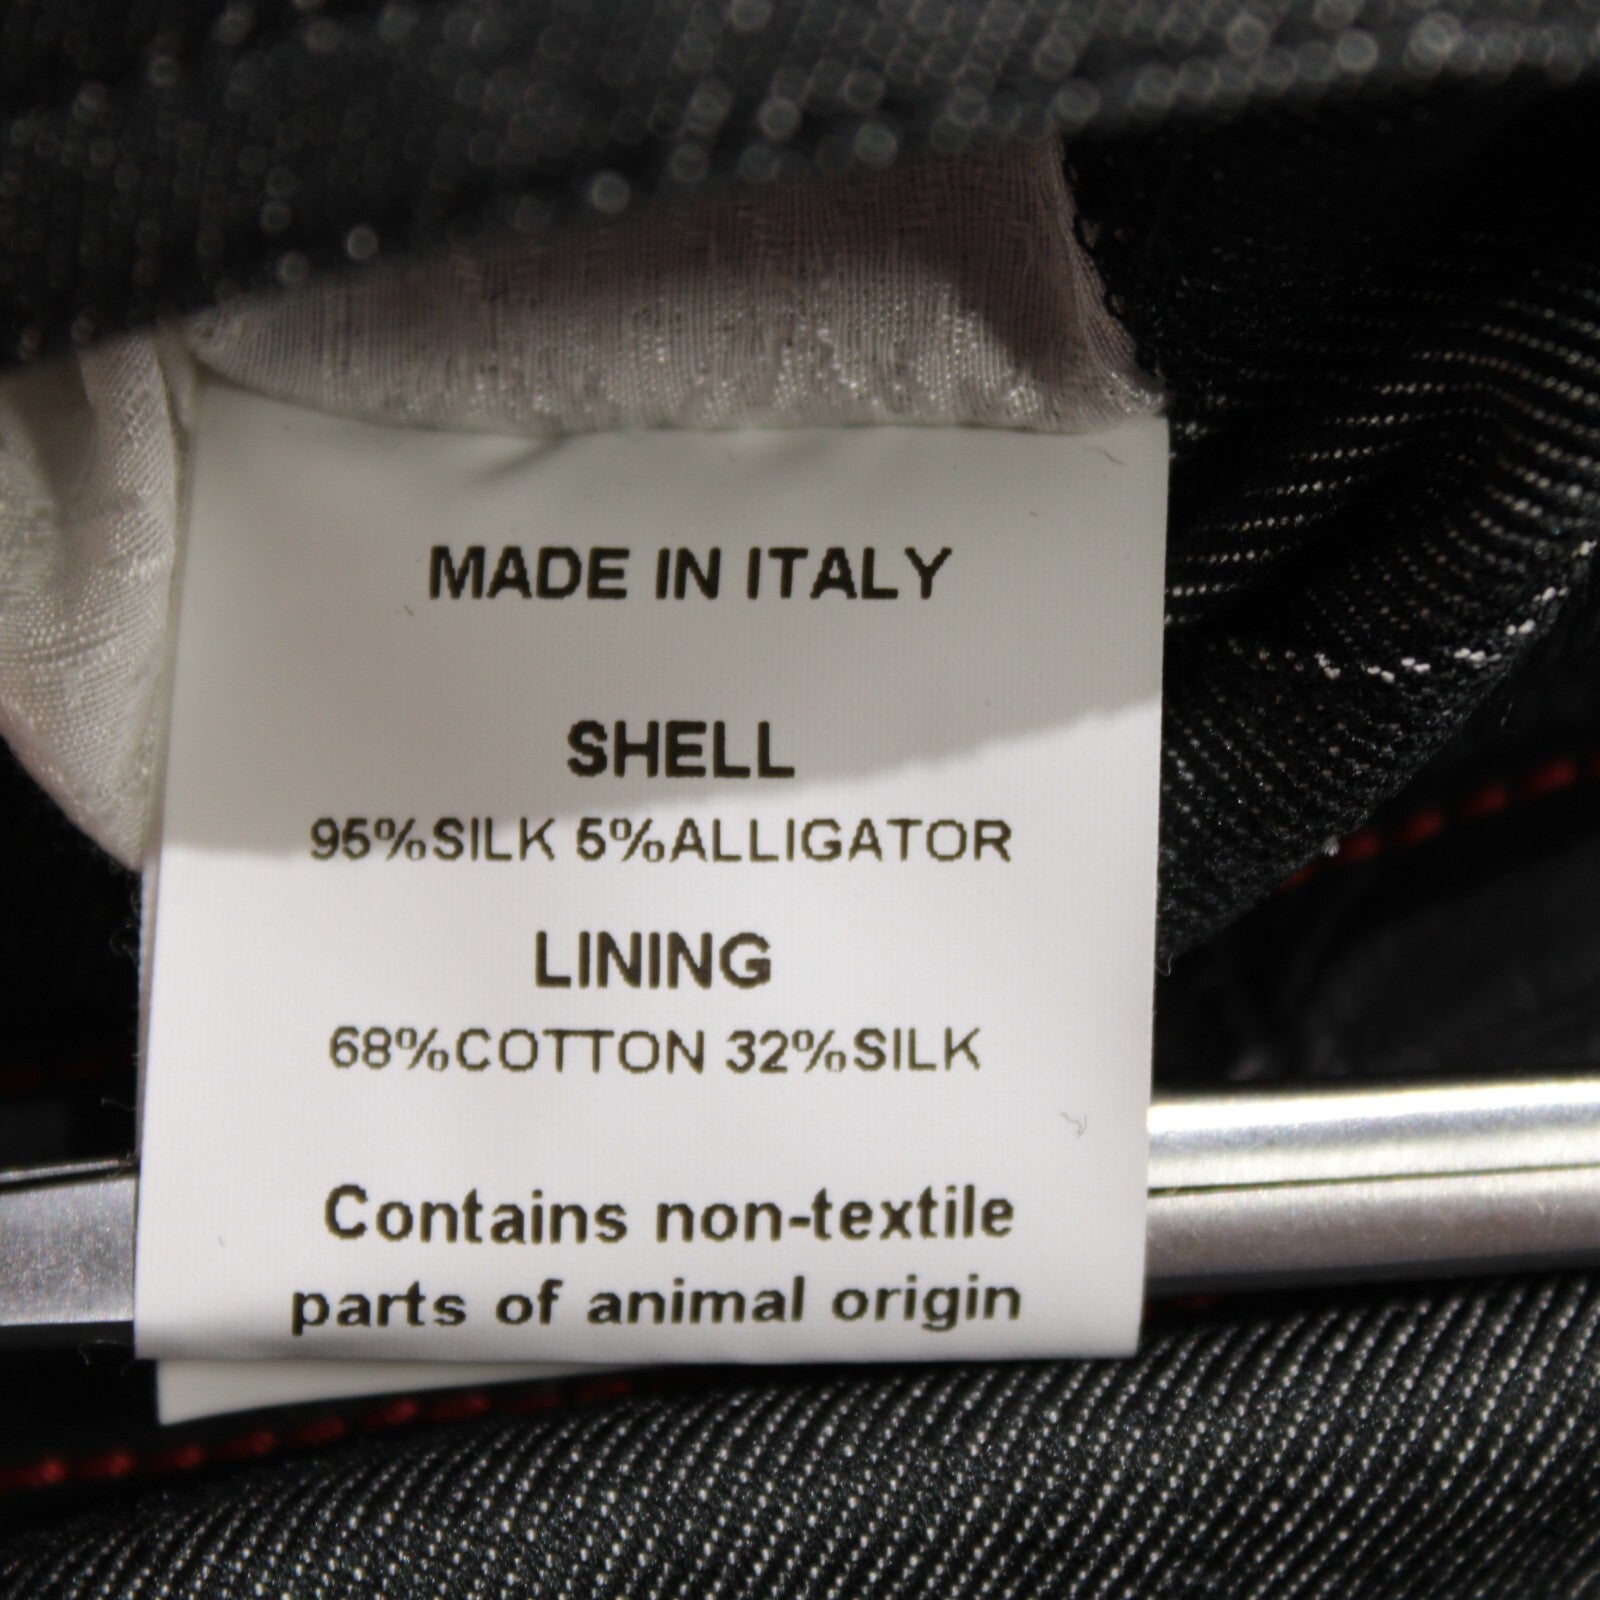 MADE IN ITALY
SHELL
95%SILK 5%ALLIGATOR
LINING
68%COTTON 32%SILK
Contains non-textile
parts of animal origin